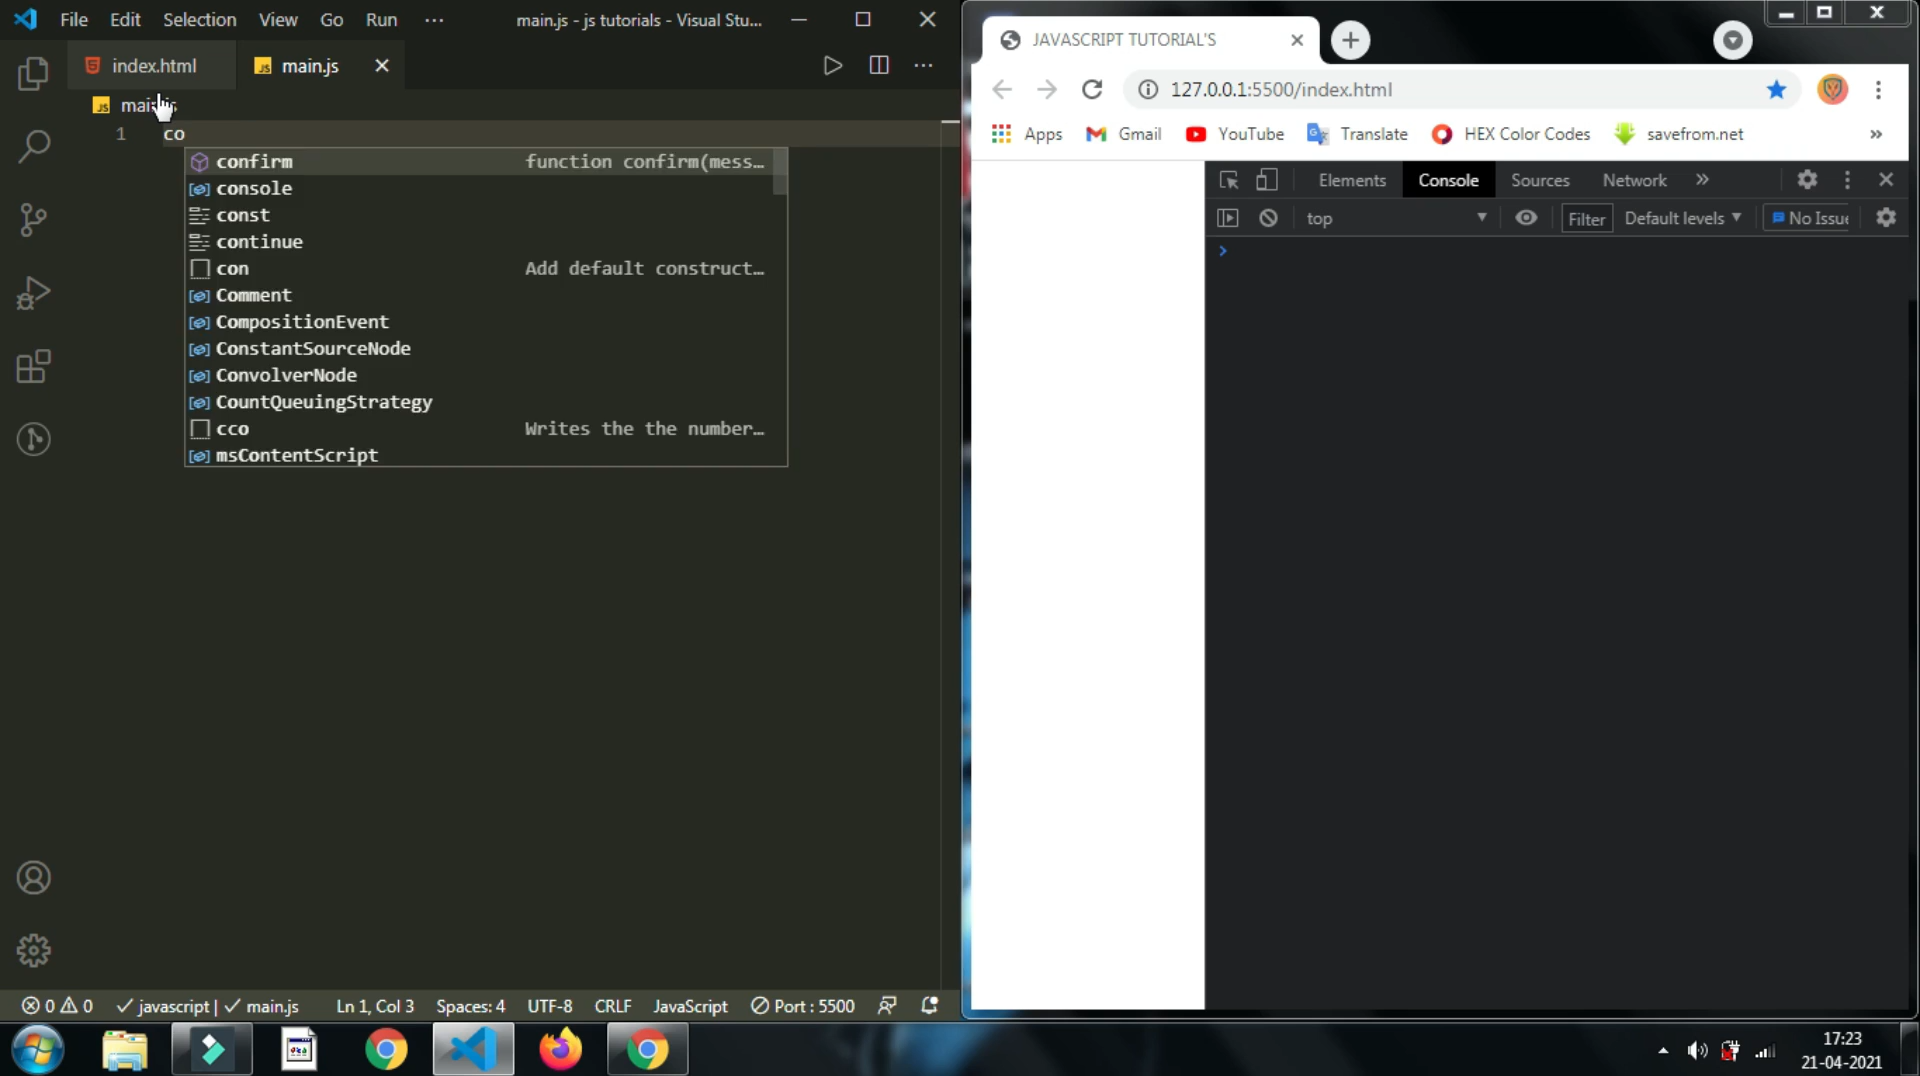 File Edit Selection View Go Run ··· main.js - js tutorials - Visual Stu...
index.html JS main.js
JS main.js
1 co
confirm function confirm(mess...
console
const
continue
con Add default construct...
Comment
CompositionEvent
ConstantSourceNode
ConvolverNode
CountQueuingStrategy
cco Writes the the number...
msContentScript
0 0 javascript | main.js Ln 1, Col 3 Spaces: 4 UTF-8 CRLF JavaScript Port : 5500
JAVASCRIPT TUTORIAL'S
127.0.0.1:5500/index.html
Apps Gmail YouTube Translate HEX Color Codes savefrom.net »
Elements Console Sources Network »
top Filter Default levels No Issue
17:23
21-04-2021